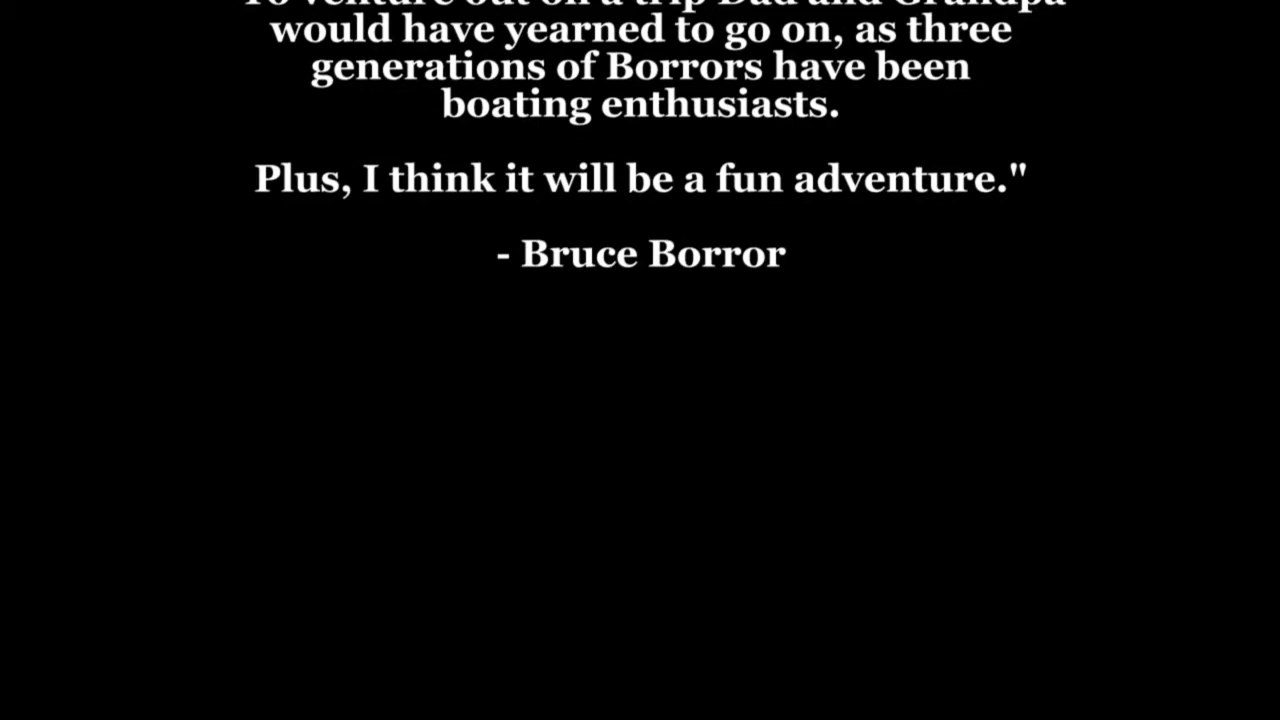 To venture out on a trip Dad and Grandpa
would have yearned to go on, as three
generations of Borrors have been
boating enthusiasts.
Plus, I think it will be a fun adventure."
- Bruce Borror